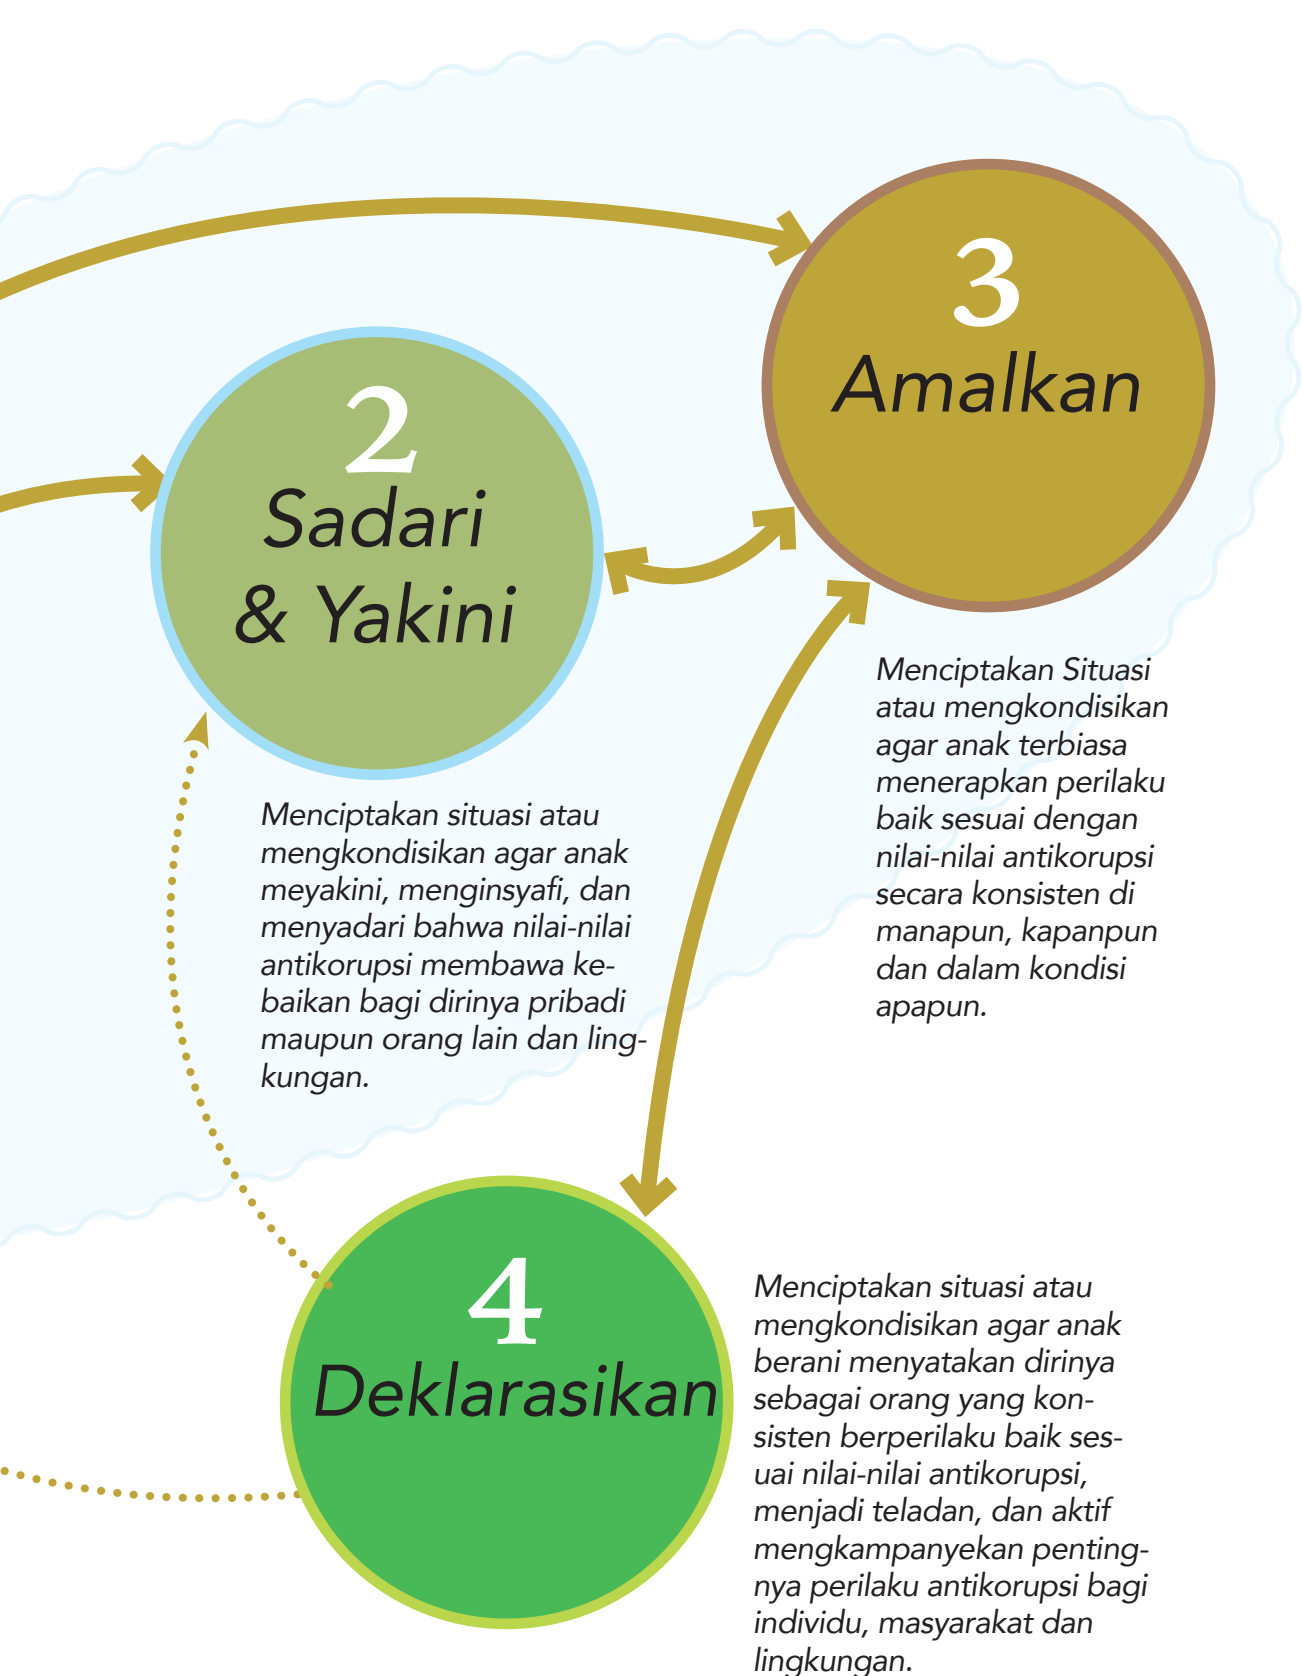 3
Amalkan
2
Sadari
& Yakini
Menciptakan Situasi
atau mengkondisikan
agar anak terbiasa
menerapkan perilaku
baik sesuai dengan
nilai-nilai antikorupsi
secara konsisten di
manapun, kapanpun
dan dalam kondisi
apapun.
Menciptakan situasi atau
mengkondisikan agar anak
meyakini, menginsyafi, dan
menyadari bahwa nilai-nilai
antikorupsi membawa ke-
baikan bagi dirinya pribadi
maupun orang lain dan ling-
kungan.
4
Deklarasikan
Menciptakan situasi atau
mengkondisikan agar anak
berani menyatakan dirinya
sebagai orang yang kon-
sisten berperilaku baik ses-
uai nilai-nilai antikorupsi,
menjadi teladan, dan aktif
mengkampanyekan penting-
nya perilaku antikorupsi bagi
individu, masyarakat dan
lingkungan.